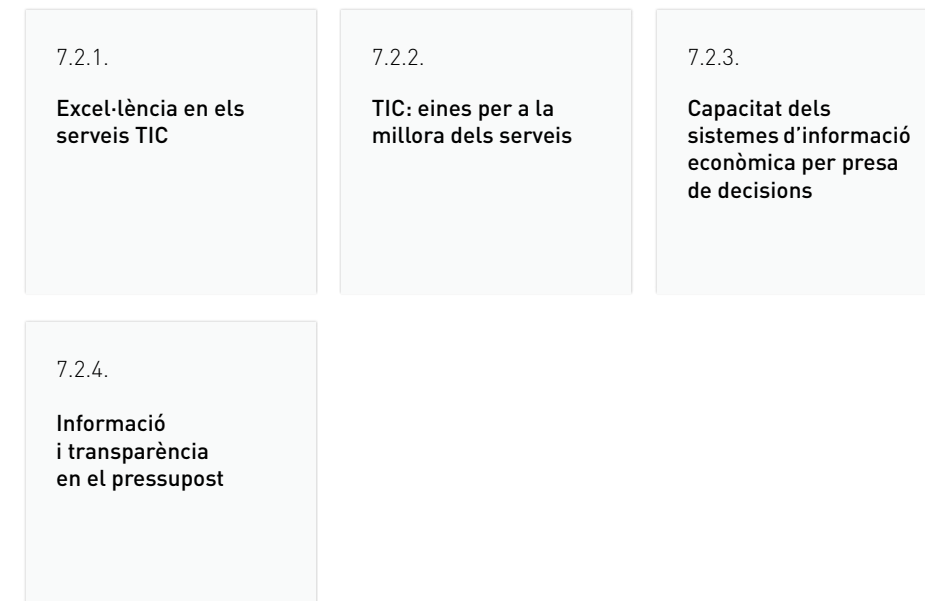 7.2.1.
Excel·lència en els
serveis TIC
7.2.2.
TIC: eines per a la
millora dels serveis
7.2.3.
Capacitat dels
sistemes d’informació
econòmica per presa
de decisions
7.2.4.
Informació
i transparència
en el pressupost